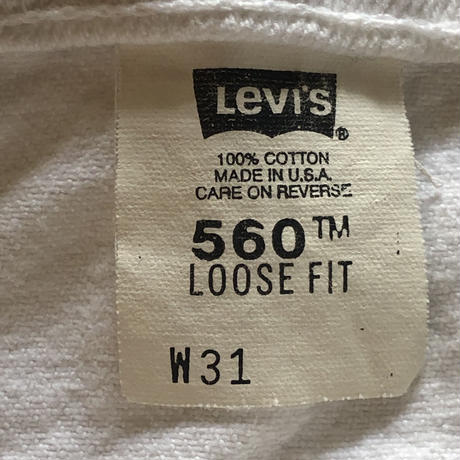 Levi's ®
100% COTTON
MADE IN U.S.A.
CARE ON REVERSE
560™
LOOSE FIT
W31